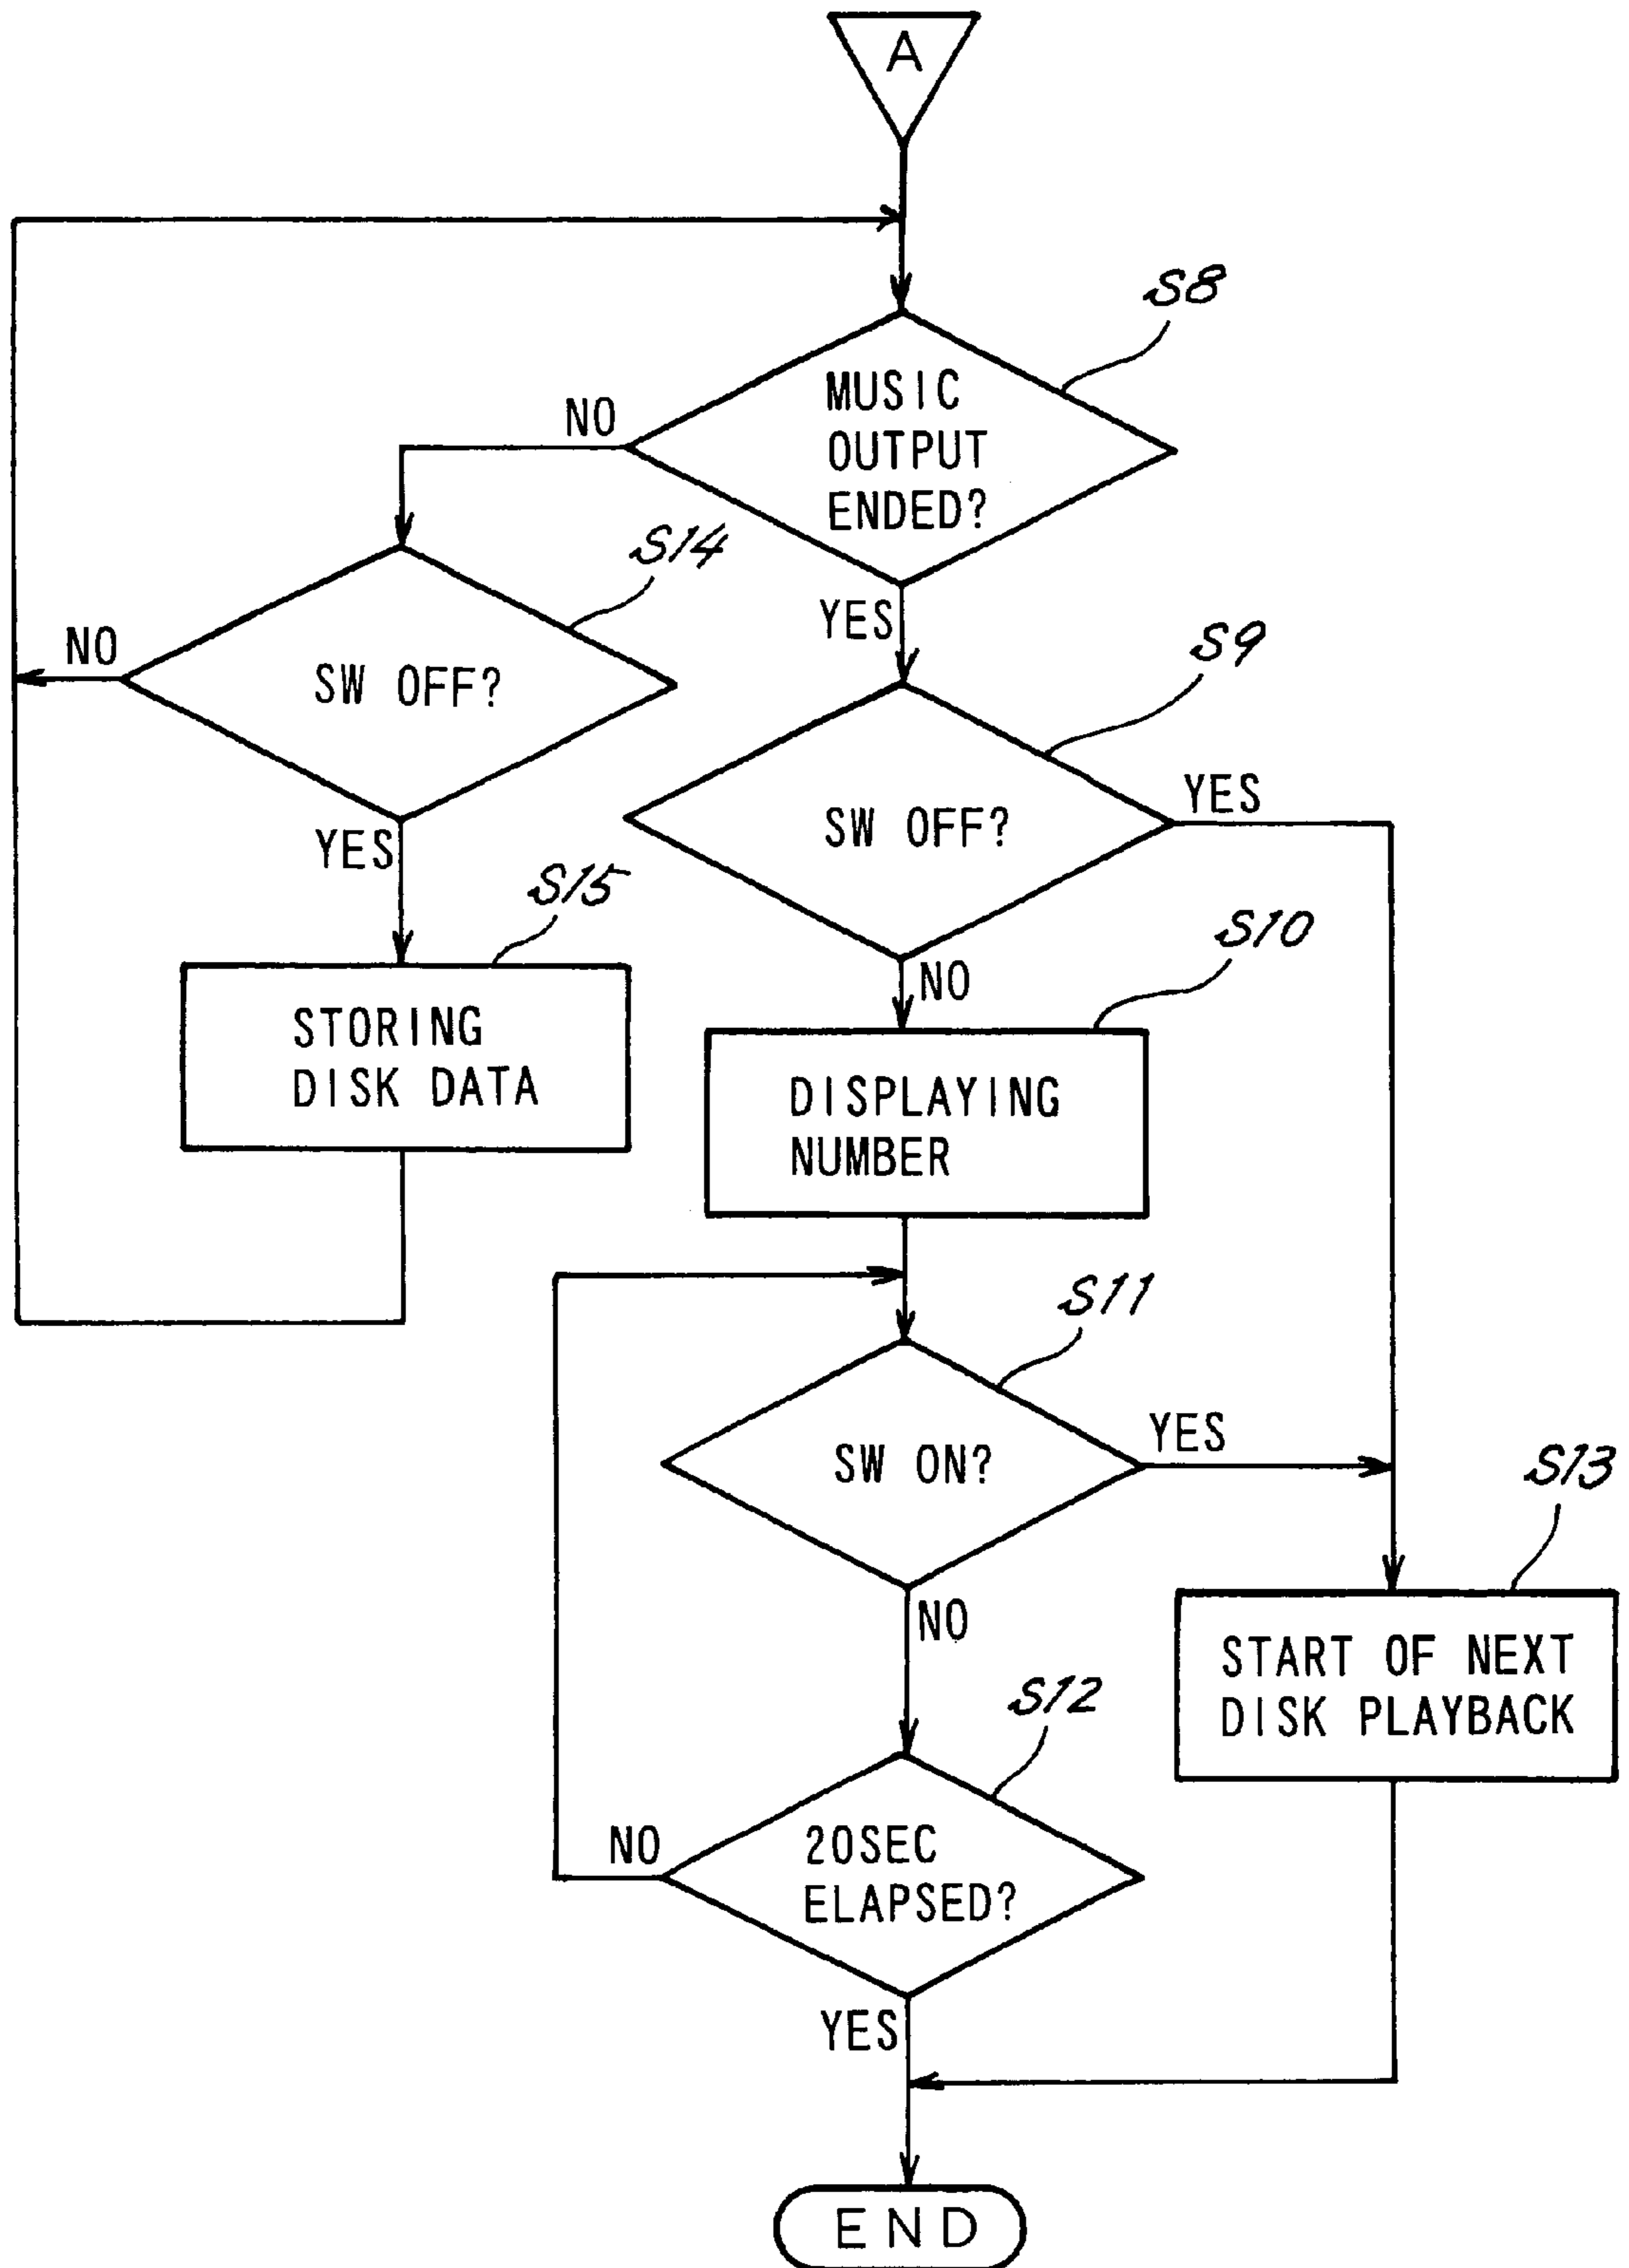 A
S8
MUSIC
OUTPUT
ENDED?
NO
YES
S14
SW OFF?
NO
YES
S9
SW OFF?
YES
NO
S15
STORING
DISK DATA
S10
DISPLAYING
NUMBER
S11
SW ON?
YES
NO
S13
START OF NEXT
DISK PLAYBACK
S12
20SEC
ELAPSED?
NO
YES
END